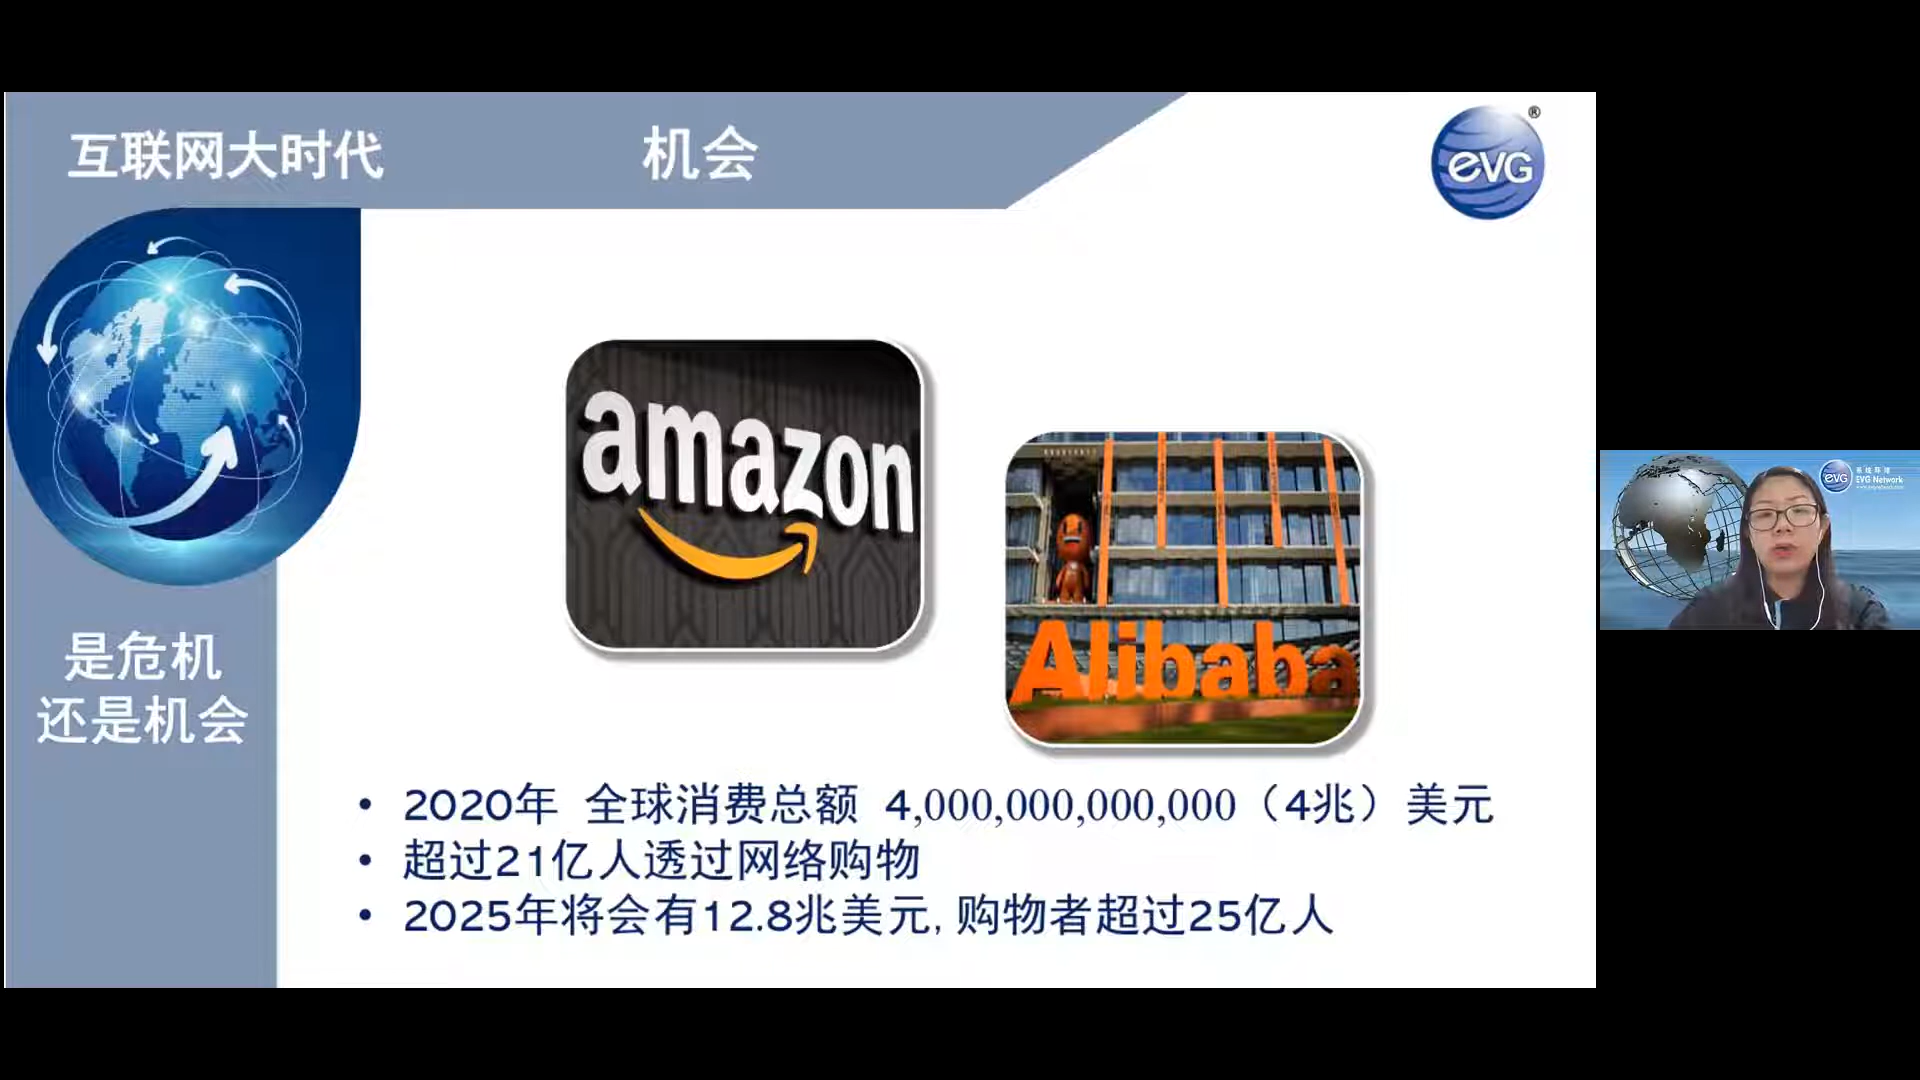 互联网大时代
机会
eVG®
是危机
还是机会
amazon
Alibaba
• 2020年 全球消费总额 4,000,000,000,000（4兆）美元
• 超过21亿人透过网络购物
• 2025年将会有12.8兆美元, 购物者超过25亿人
eVG
EVG Network